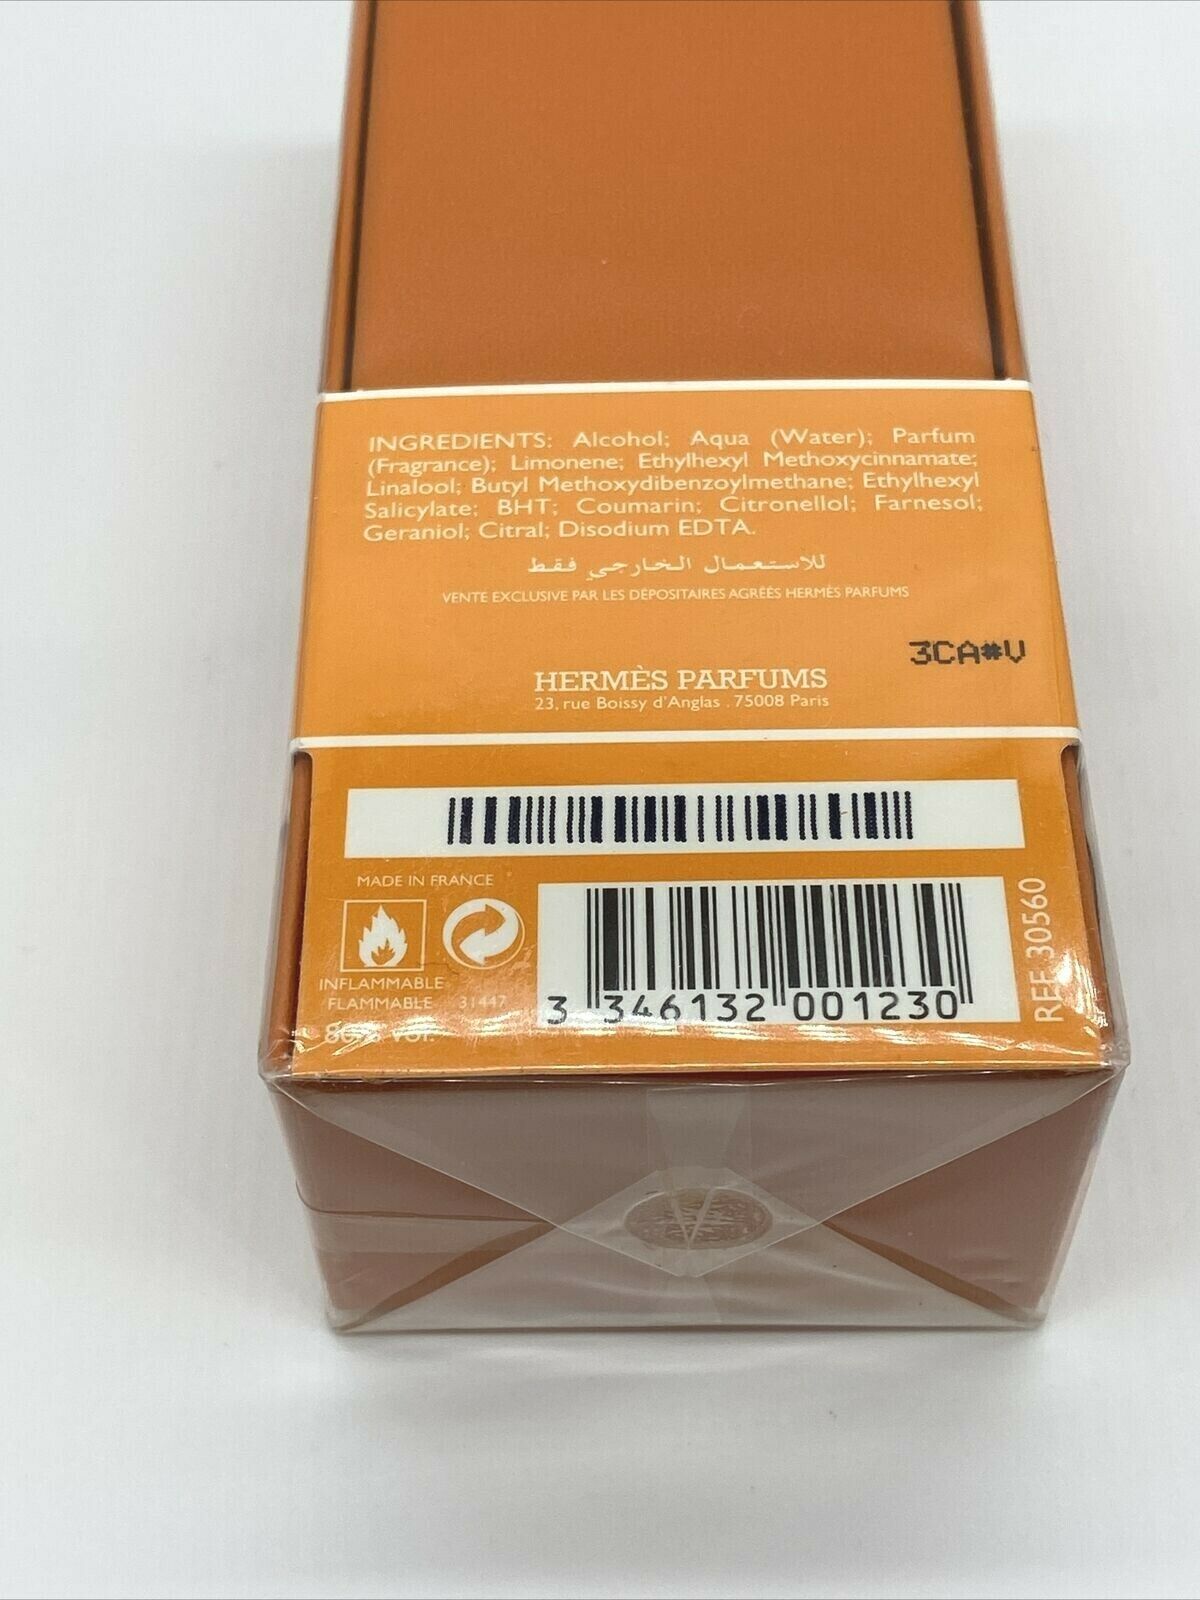 INGREDIENTS: Alcohol; Aqua (Water); Parfum
(Fragrance); Limonene; Ethylhexyl Methoxycinnamate;
Linalool; Butyl Methoxydibenzoylmethane; Ethylhexyl
Salicylate; BHT; Coumarin; Citronellol; Farnesol;
Geraniol; Citral; Disodium EDTA.
للاستعمال الخارجي فقط
VENTE EXCLUSIVE PAR LES DÉPOSITAIRES AGRÉÉS HERMÈS PARFUMS
3CA#V
HERMÈS PARFUMS
23, rue Boissy d'Anglas . 75008 Paris
MADE IN FRANCE
INFLAMMABLE
FLAMMABLE 31447
vol.
3 346132 001230
REF. 30560